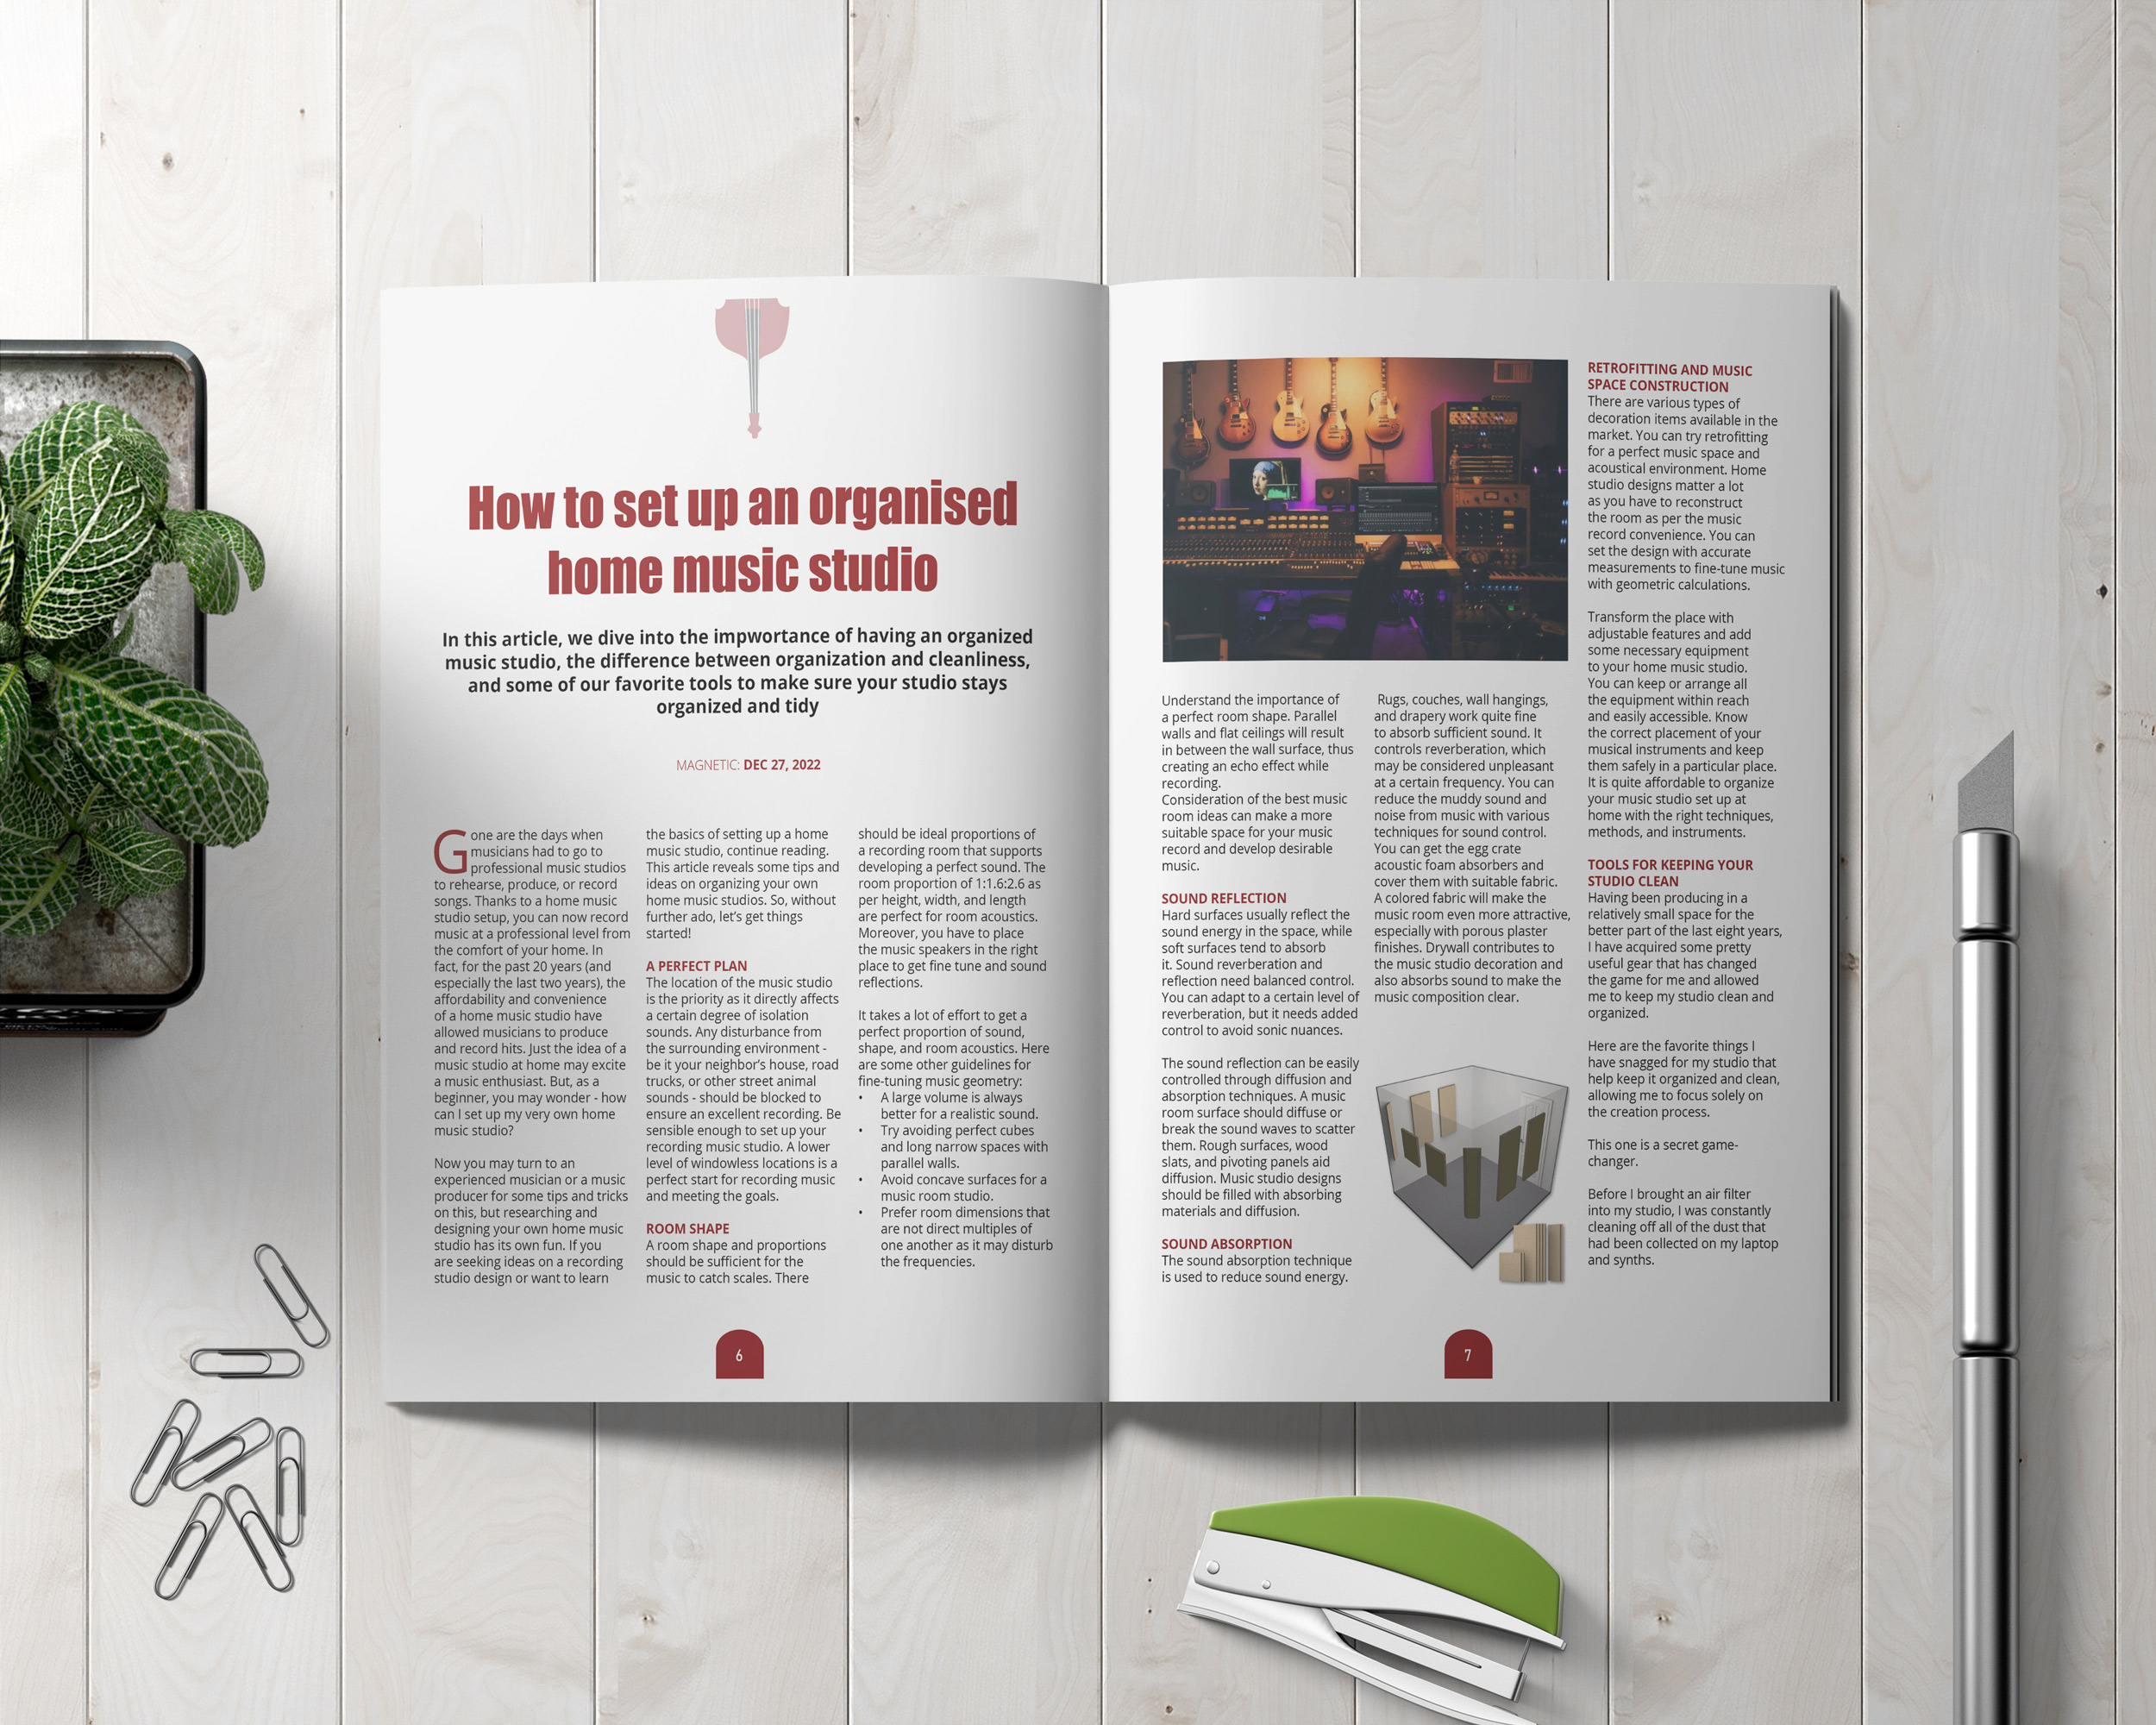 How to set up an organised
home music studio
In this article, we dive into the impwortance of having an organized
music studio, the difference between organization and cleanliness,
and some of our favorite tools to make sure your studio stays
organized and tidy
MAGNETIC: DEC 27, 2022
Gone are the days when
musicians had to go to
professional music studios
to rehearse, produce, or record
songs. Thanks to a home music
studio setup, you can now record
music at a professional level from
the comfort of your home. In
fact, for the past 20 years (and
especially the last two years), the
affordability and convenience
of a home music studio have
allowed musicians to produce
and record hits. Just the idea of a
music studio at home may excite
a music enthusiast. But, as a
beginner, you may wonder - how
can I set up my very own home
music studio?
Now you may turn to an
experienced musician or a music
producer for some tips and tricks
on this, but researching and
designing your own home music
studio has its own fun. If you
are seeking ideas on a recording
studio design or want to learn
the basics of setting up a home
music studio, continue reading.
This article reveals some tips and
ideas on organizing your own
home music studios. So, without
further ado, let's get things
started!
A PERFECT PLAN
The location of the music studio
is the priority as it directly affects
a certain degree of isolation
sounds. Any disturbance from
the surrounding environment -
be it your neighbor's house, road
trucks, or other street animal
sounds - should be blocked to
ensure an excellent recording. Be
sensible enough to set up your
recording music studio. A lower
level of windowless locations is a
perfect start for recording music
and meeting the goals.
ROOM SHAPE
A room shape and proportions
should be sufficient for the
music to catch scales. There
should be ideal proportions of
a recording room that supports
developing a perfect sound. The
room proportion of 1:1.6:2.6 as
per height, width, and length
are perfect for room acoustics.
Moreover, you have to place
the music speakers in the right
place to get fine tune and sound
reflections.
It takes a lot of effort to get a
perfect proportion of sound,
shape, and room acoustics. Here
are some other guidelines for
fine-tuning music geometry:
• A large volume is always
better for a realistic sound.
• Try avoiding perfect cubes
and long narrow spaces with
parallel walls.
• Avoid concave surfaces for a
music room studio.
• Prefer room dimensions that
are not direct multiples of
one another as it may disturb
the frequencies.
6
Understand the importance of
a perfect room shape. Parallel
walls and flat ceilings will result
in between the wall surface, thus
creating an echo effect while
recording.
Consideration of the best music
room ideas can make a more
suitable space for your music
record and develop desirable
music.
SOUND REFLECTION
Hard surfaces usually reflect the
sound energy in the space, while
soft surfaces tend to absorb
it. Sound reverberation and
reflection need balanced control.
You can adapt to a certain level of
reverberation, but it needs added
control to avoid sonic nuances.
The sound reflection can be easily
controlled through diffusion and
absorption techniques. A music
room surface should diffuse or
break the sound waves to scatter
them. Rough surfaces, wood
slats, and pivoting panels aid
diffusion. Music studio designs
should be filled with absorbing
materials and diffusion.
SOUND ABSORPTION
The sound absorption technique
is used to reduce sound energy.
Rugs, couches, wall hangings,
and drapery work quite fine
to absorb sufficient sound. It
controls reverberation, which
may be considered unpleasant
at a certain frequency. You can
reduce the muddy sound and
noise from music with various
techniques for sound control.
You can get the egg crate
acoustic foam absorbers and
cover them with suitable fabric.
A colored fabric will make the
music room even more attractive,
especially with porous plaster
finishes. Drywall contributes to
the music studio decoration and
also absorbs sound to make the
music composition clear.
RETROFITTING AND MUSIC
SPACE CONSTRUCTION
There are various types of
decoration items available in the
market. You can try retrofitting
for a perfect music space and
acoustical environment. Home
studio designs matter a lot
as you have to reconstruct
the room as per the music
record convenience. You can
set the design with accurate
measurements to fine-tune music
with geometric calculations.
Transform the place with
adjustable features and add
some necessary equipment
to your home music studio.
You can keep or arrange all
the equipment within reach
and easily accessible. Know
the correct placement of your
musical instruments and keep
them safely in a particular place.
It is quite affordable to organize
your music studio set up at
home with the right techniques,
methods, and instruments.
TOOLS FOR KEEPING YOUR
STUDIO CLEAN
Having been producing in a
relatively small space for the
better part of the last eight years,
I have acquired some pretty
useful gear that has changed
the game for me and allowed
me to keep my studio clean and
organized.
Here are the favorite things I
have snagged for my studio that
help keep it organized and clean,
allowing me to focus solely on
the creation process.
This one is a secret game-
changer.
Before I brought an air filter
into my studio, I was constantly
cleaning off all of the dust that
had been collected on my laptop
and synths.
7